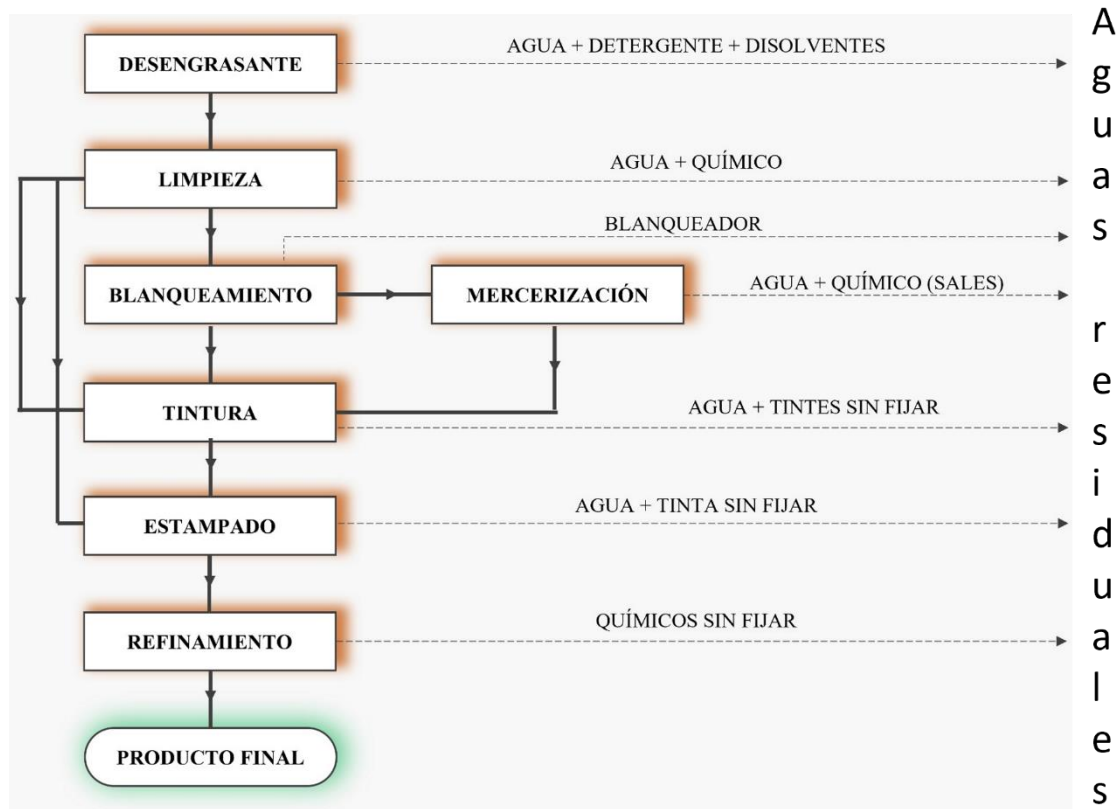 DESENGRASANTE
AGUA + DETERGENTE + DISOLVENTES
LIMPIEZA
AGUA + QUÍMICO
BLANQUEADOR
BLANQUEAMIENTO
MERCERIZACIÓN
AGUA + QUÍMICO (SALES)
TINTURA
AGUA + TINTES SIN FIJAR
ESTAMPADO
AGUA + TINTA SIN FIJAR
REFINAMIENTO
QUÍMICOS SIN FIJAR
PRODUCTO FINAL
Aguas residuales